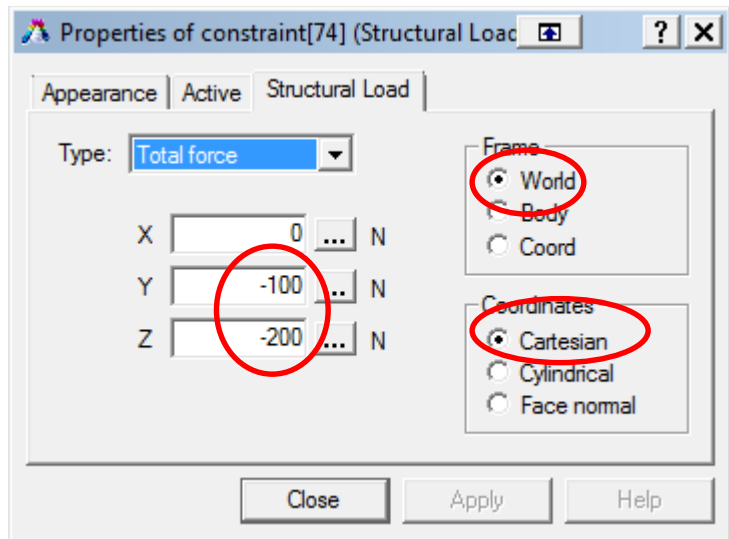 Properties of constraint[74] (Structural Load
?
Appearance Active Structural Load
Type: Total force
X 0 ... N
Y -100 ... N
Z -200 ... N
Frame
World
Body
Coord
Coordinates
Cartesian
Cylindrical
Face normal
Close Apply Help